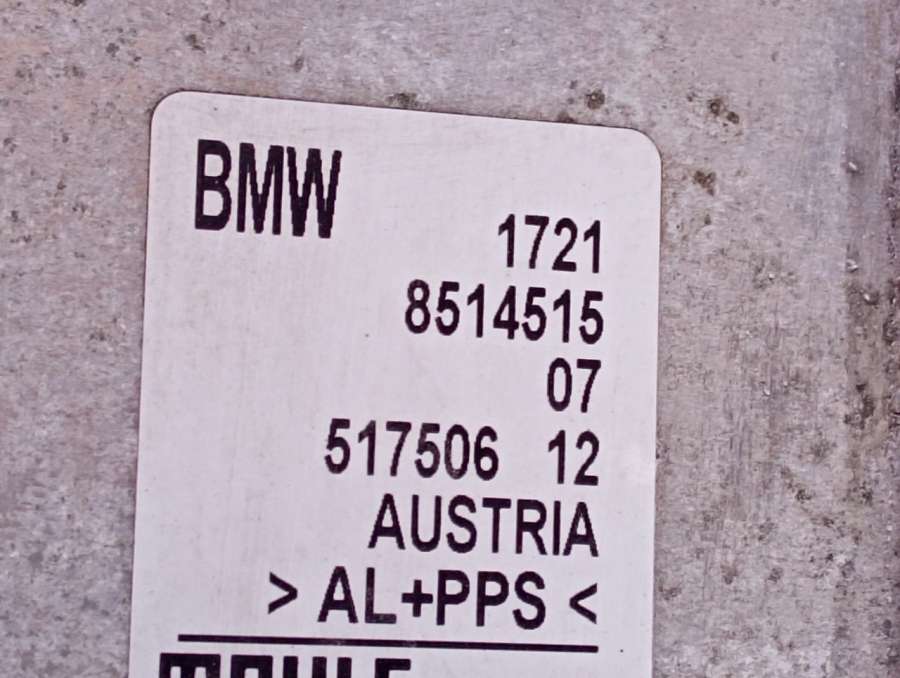 BMW
1721
8514515
07
517506 12
AUSTRIA
> AL+PPS <